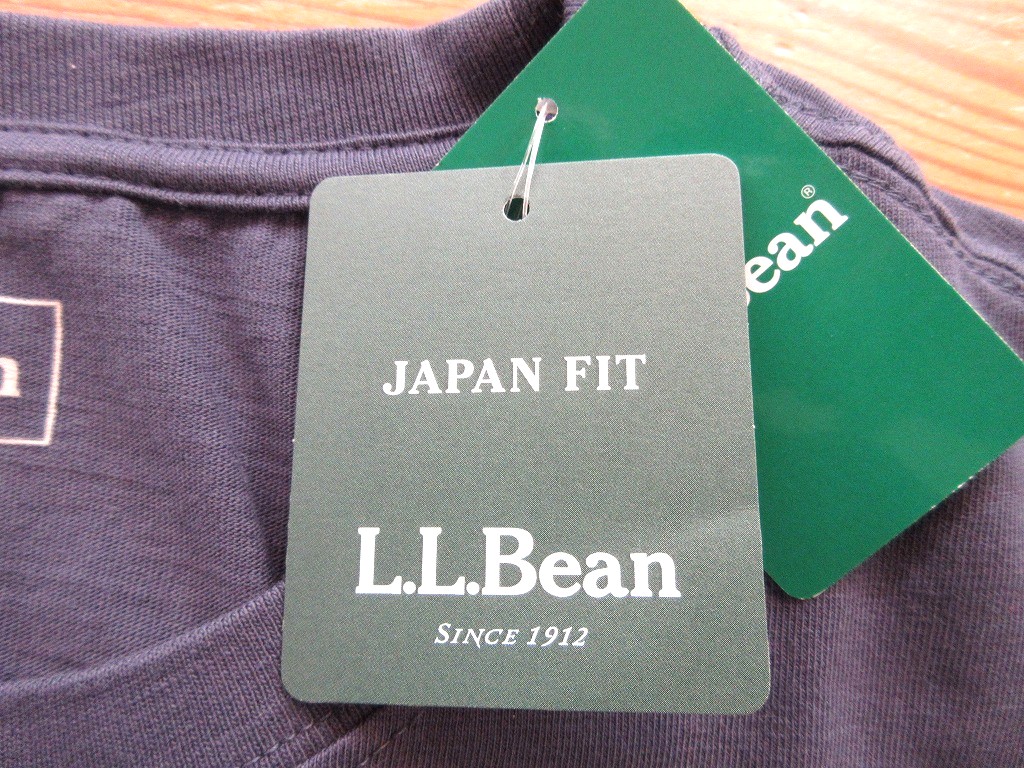 JAPAN FIT
L.L.Bean
SINCE 1912
ean®
n